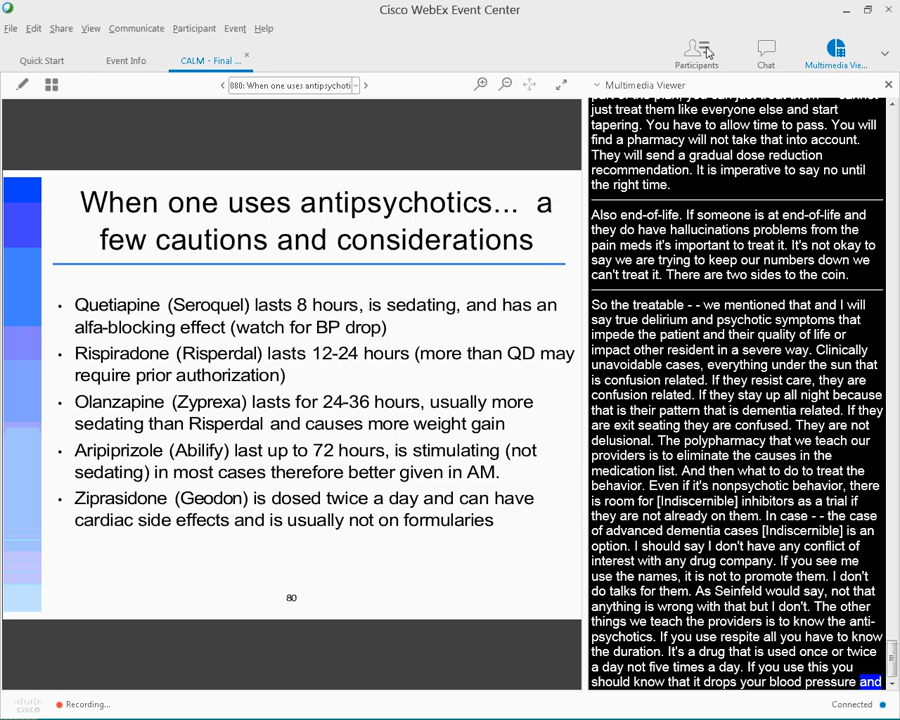 Cisco WebEx Event Center
File Edit Share View Communicate Participant Event Help
Quick Start Event Info CALM - Final ...
Participants Chat Multimedia Vie...
080: When one uses antipsychoti
Multimedia Viewer
When one uses antipsychotics... a
few cautions and considerations
• Quetiapine (Seroquel) lasts 8 hours, is sedating, and has an
alfa-blocking effect (watch for BP drop)
• Rispiradone (Risperdal) lasts 12-24 hours (more than QD may
require prior authorization)
• Olanzapine (Zyprexa) lasts for 24-36 hours, usually more
sedating than Risperdal and causes more weight gain
• Aripiprizole (Abilify) last up to 72 hours, is stimulating (not
sedating) in most cases therefore better given in AM.
• Ziprasidone (Geodon) is dosed twice a day and can have
cardiac side effects and is usually not on formularies
80
just treat them like everyone else and start
tapering. You have to allow time to pass. You will
find a pharmacy will not take that into account.
They will send a gradual dose reduction
recommendation. It is imperative to say no until
the right time.
Also end-of-life. If someone is at end-of-life and
they do have hallucinations problems from the
pain meds it's important to treat it. It's not okay to
say we are trying to keep our numbers down we
can't treat it. There are two sides to the coin.
So the treatable - - we mentioned that and I will
say true delirium and psychotic symptoms that
impede the patient and their quality of life or
impact other resident in a severe way. Clinically
unavoidable cases, everything under the sun that
is confusion related. If they resist care, they are
confusion related. If they stay up all night because
that is their pattern that is dementia related. If they
are exit seating they are confused. They are not
delusional. The polypharmacy that we teach our
providers is to eliminate the causes in the
medication list. And then what to do to treat the
behavior. Even if it's nonpsychotic behavior, there
is room for [Indiscernible] inhibitors as a trial if
they are not already on them. In case - - the case
of advanced dementia cases [Indiscernible] is an
option. I should say I don't have any conflict of
interest with any drug company. If you see me
use the names, it is not to promote them. I don't
do talks for them. As Seinfeld would say, not that
anything is wrong with that but I don't. The other
things we teach the providers is to know the anti-
psychotics. If you use respite all you have to know
the duration. It's a drug that is used once or twice
a day not five times a day. If you use this you
should know that it drops your blood pressure and
cisco Recording... Connected